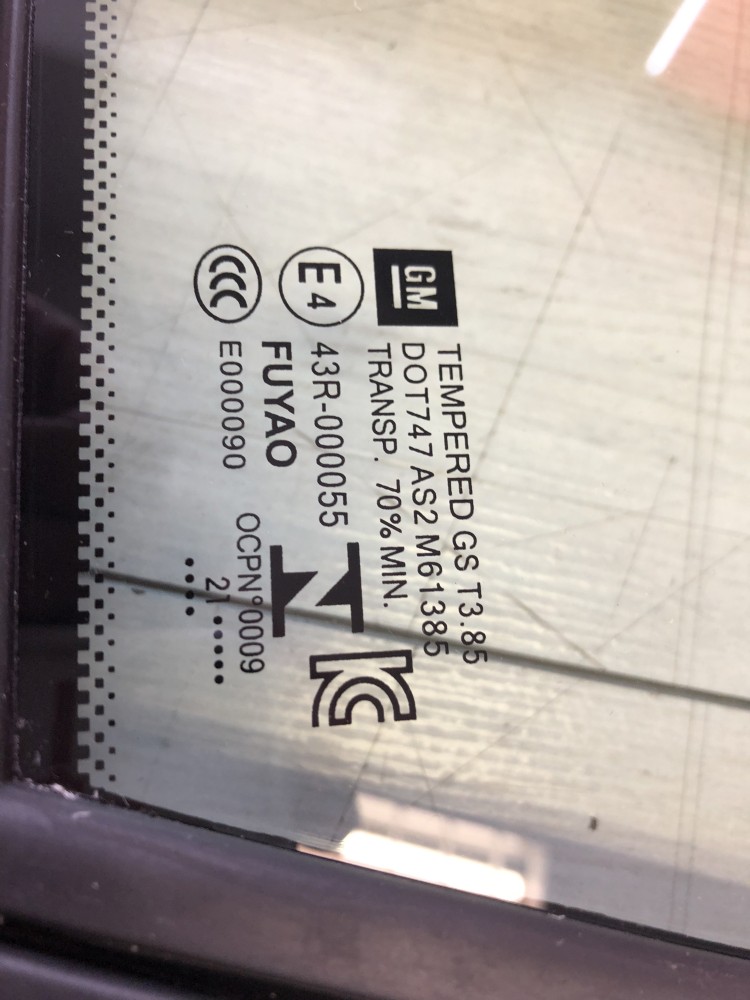 GM
TEMPERED GS T3.85
DOT747 AS2 M61385
TRANSP. 70% MIN.
E4
43R-000055
FUYAO
CCC
E000090
N
OCPN°0009
KC
.... 21 .....